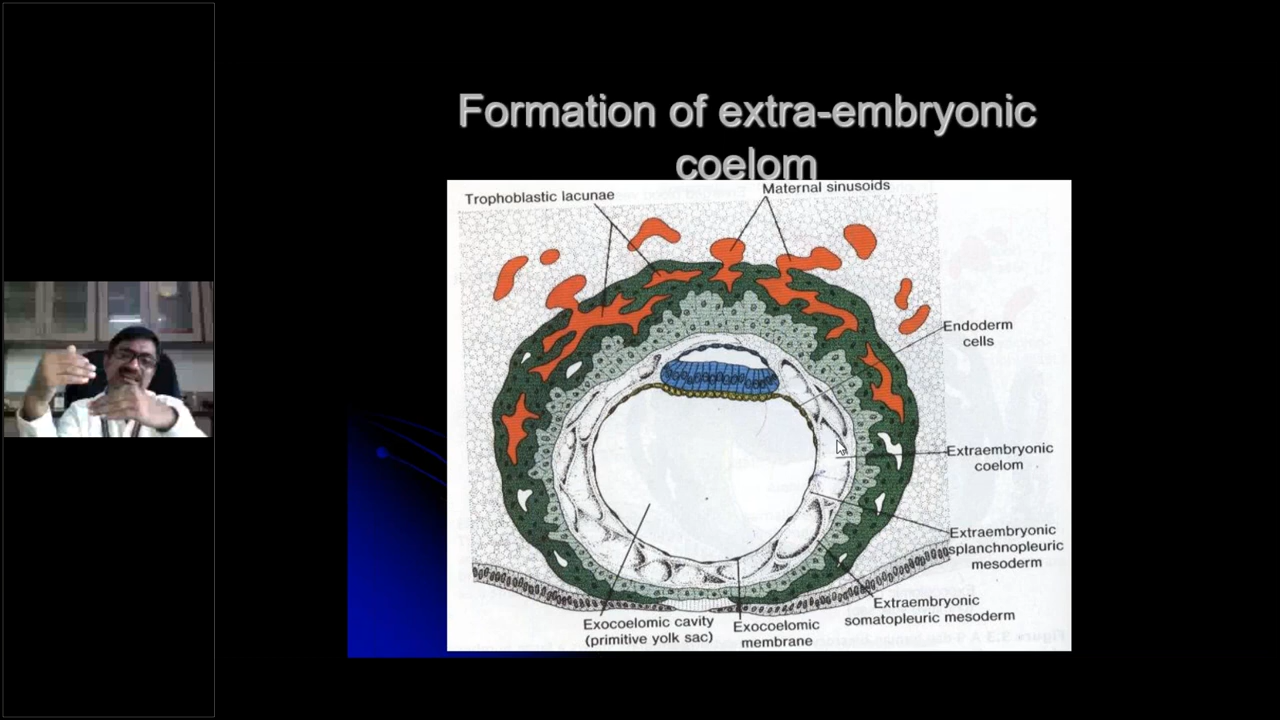 Formation of extra-embryonic
coelom
Trophoblastic lacunae
Maternal sinusoids
Endoderm
cells
Extraembryonic
coelom
Extraembryonic
splanchnopleuric
mesoderm
Extraembryonic
somatopleuric mesoderm
Exocoelomic cavity
(primitive yolk sac)
Exocoelomic
membrane